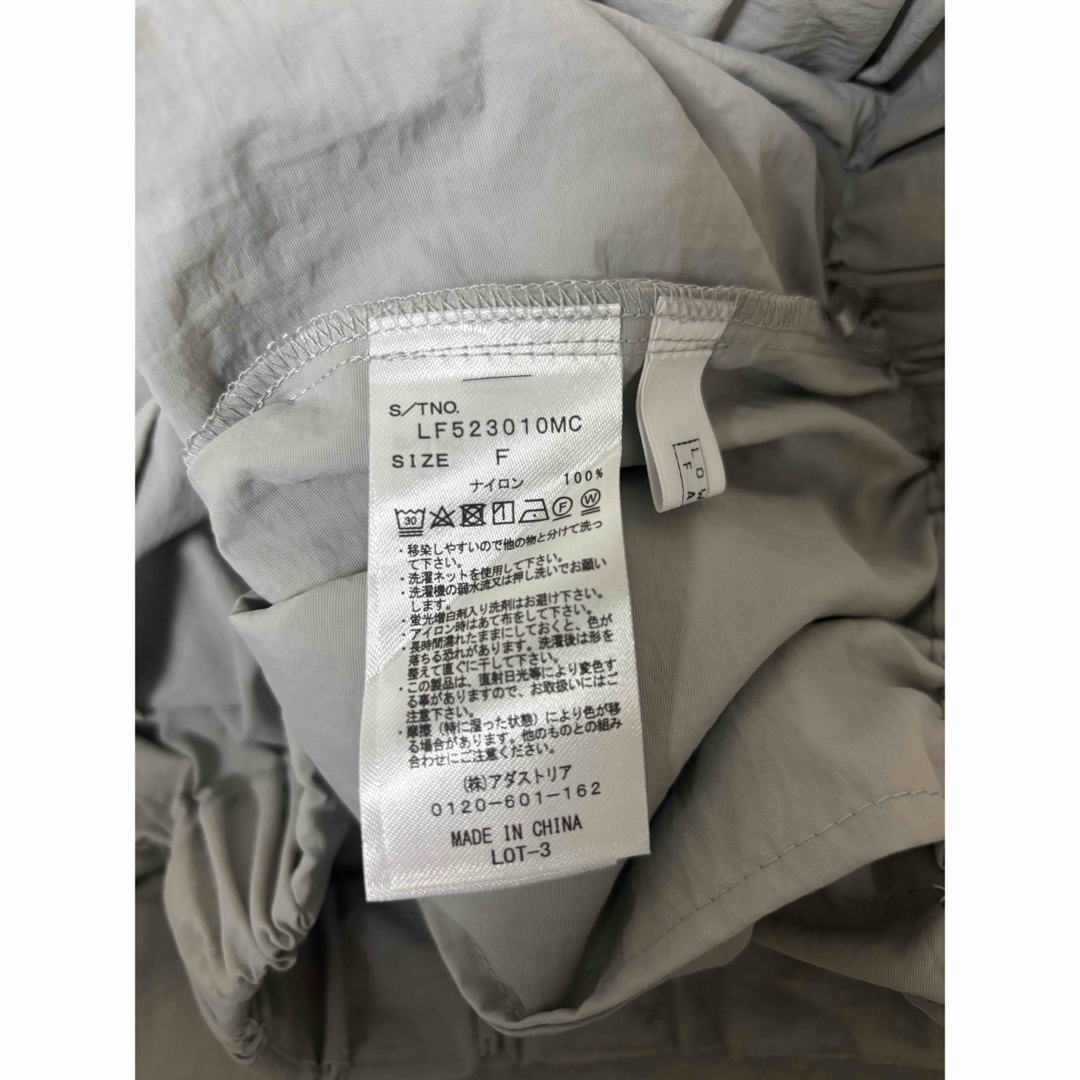 S/TNO.
LF523010MC
SIZE F
ナイロン 100%
30 F W
・移染しやすいので他の物と分けて洗っ
て下さい。
・洗濯ネットを使用して下さい。
・洗濯機の弱水流又は押し洗いでお願い
します。
・蛍光増白剤入り洗剤はお避け下さい。
・アイロン時はあて布をして下さい。
・長時間濡れたままにしておくと、色が
落ちる恐れがあります。洗濯後は形を
整えて直ぐに干して下さい。
・この製品は、直射日光等により変色す
る事がありますので、お取扱いにはご
注意下さい。
・摩擦（特に湿った状態）により色が移
る場合があります。他のものとの組み
合わせにご注意ください。
(株)アダストリア
0120-601-162
MADE IN CHINA
LOT-3